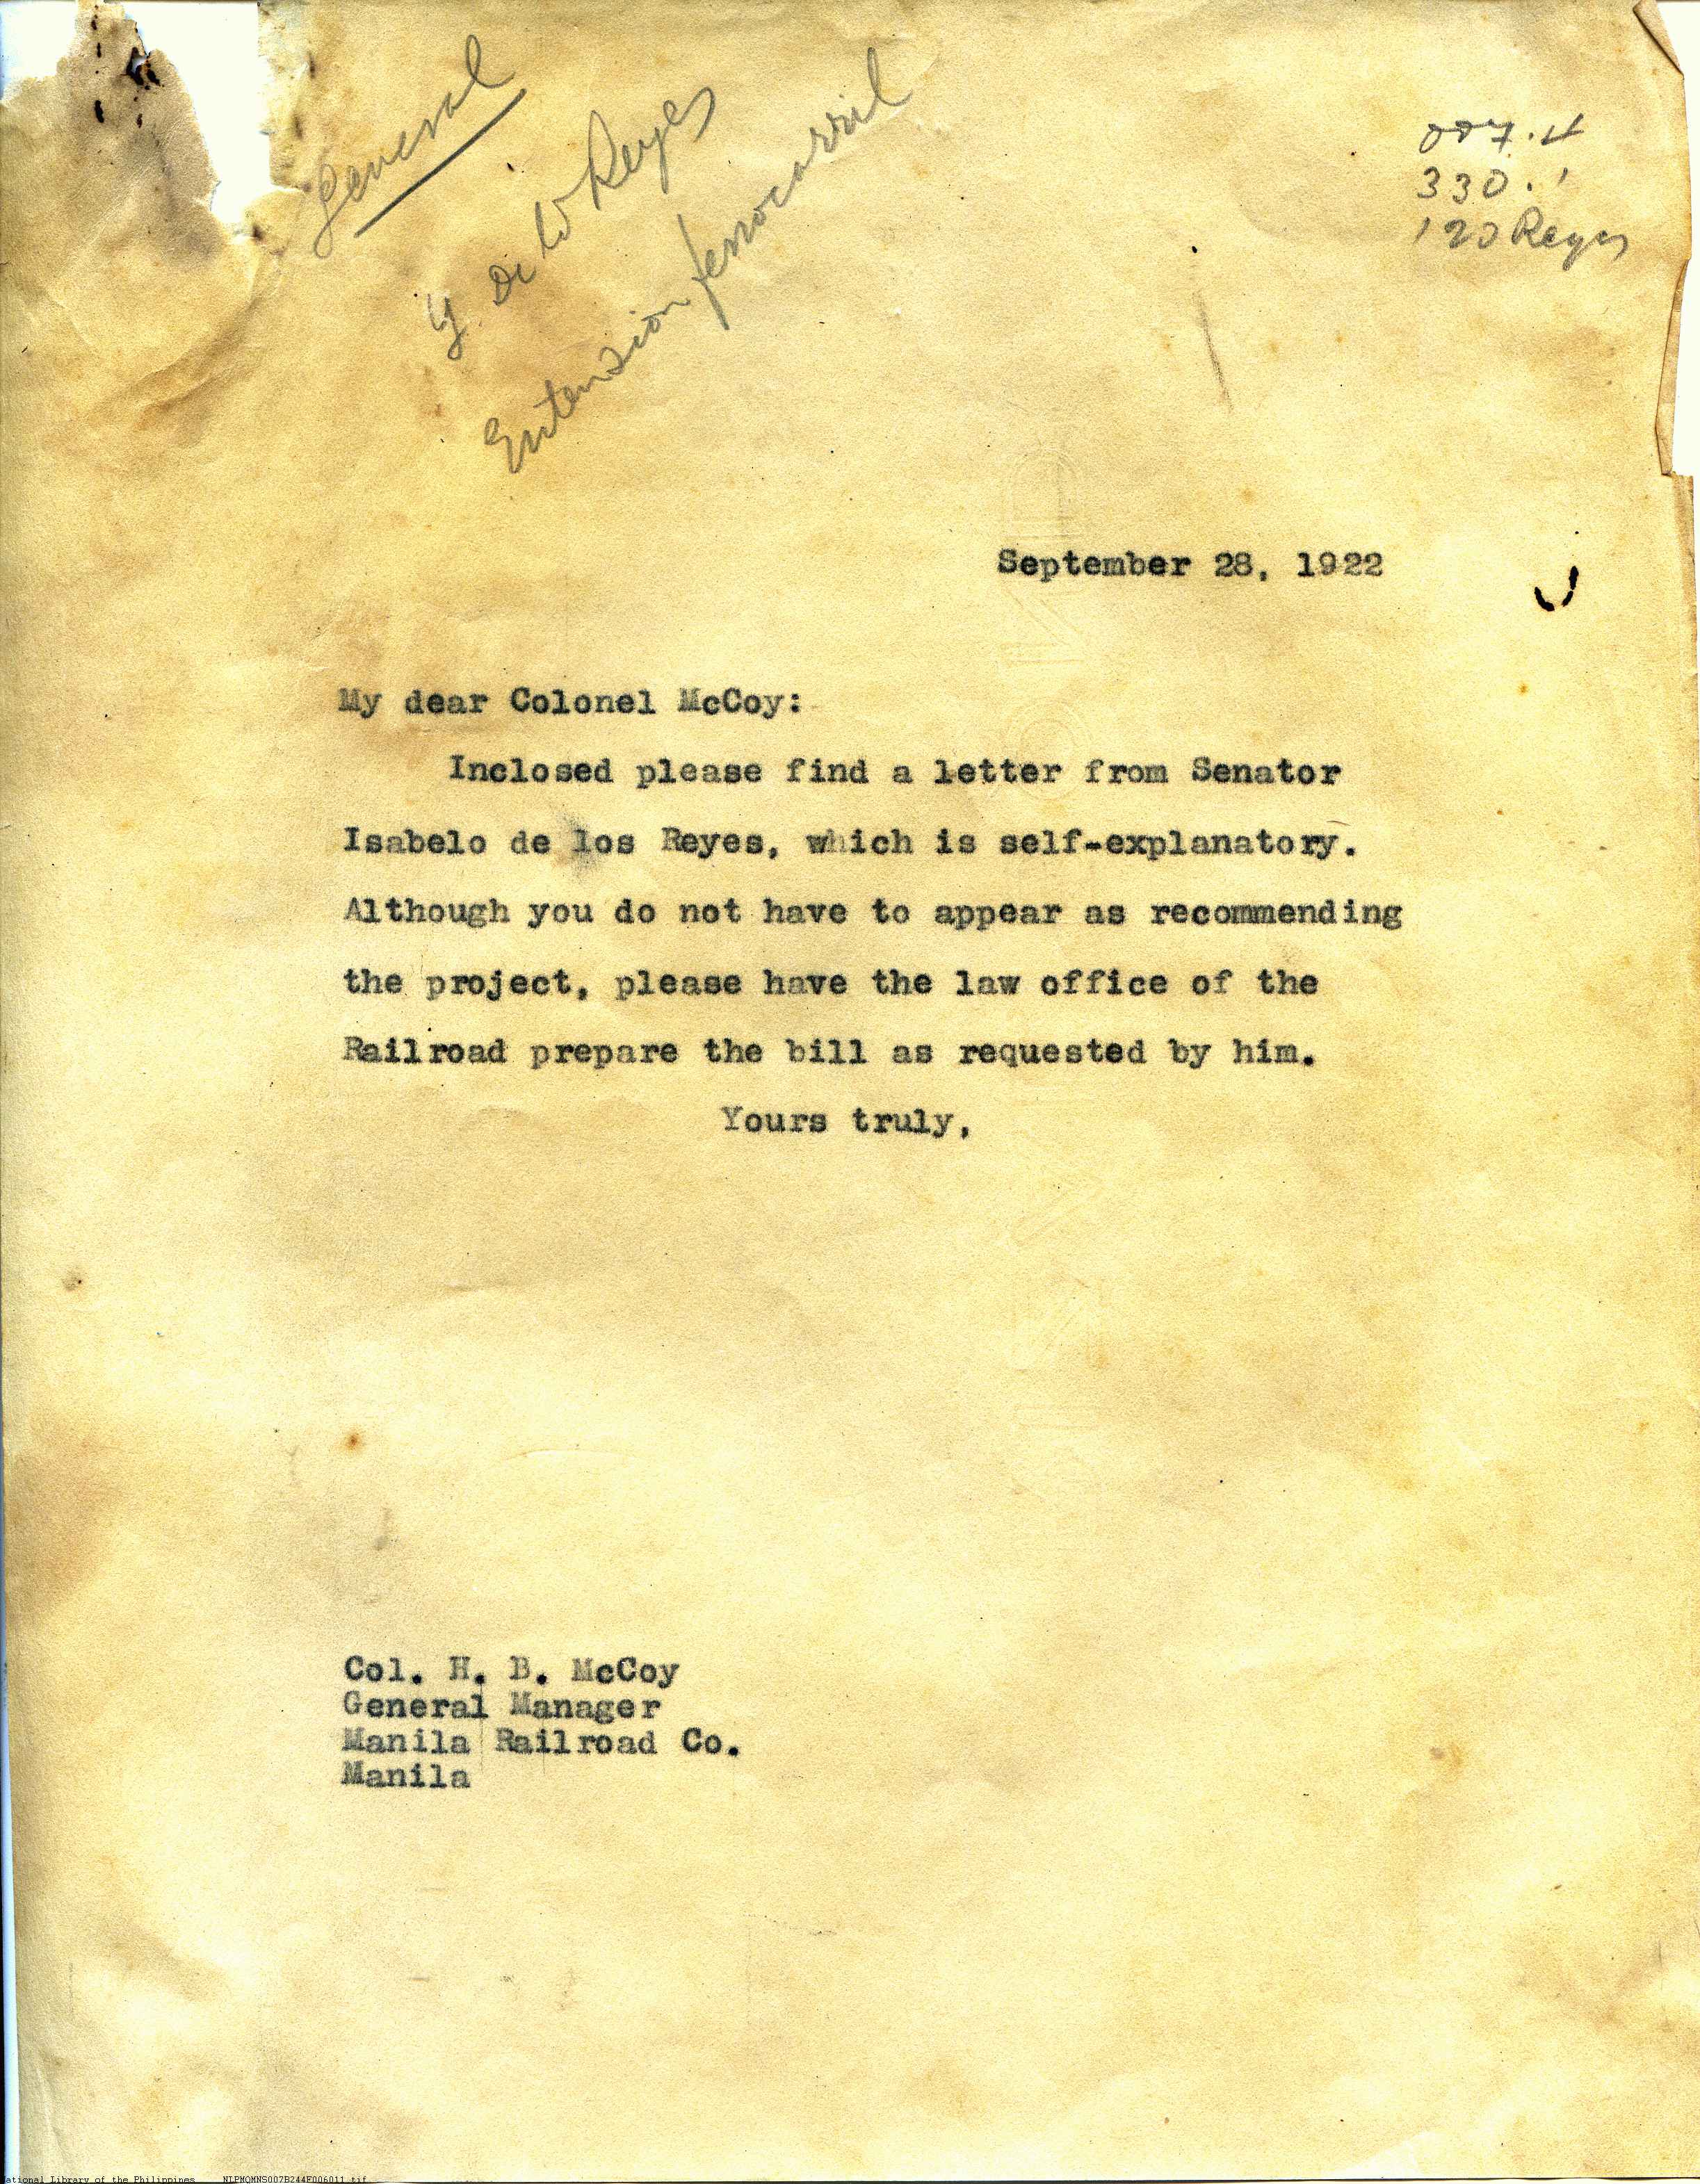 General
de los Reyes
Extension ferrocarril
330.1
120 Reyes
September 28, 1922
My dear Colonel McCoy:
Inclosed please find a letter from Senator
Isabelo de los Reyes, which is self-explanatory.
Although you do not have to appear as recommending
the project, please have the law office of the
Railroad prepare the bill as requested by him.
Yours truly,
Col. H. B. McCoy
General Manager
Manila Railroad Co.
Manila
National Library of the Philippines NLPMQMNS007B244F006011.tif